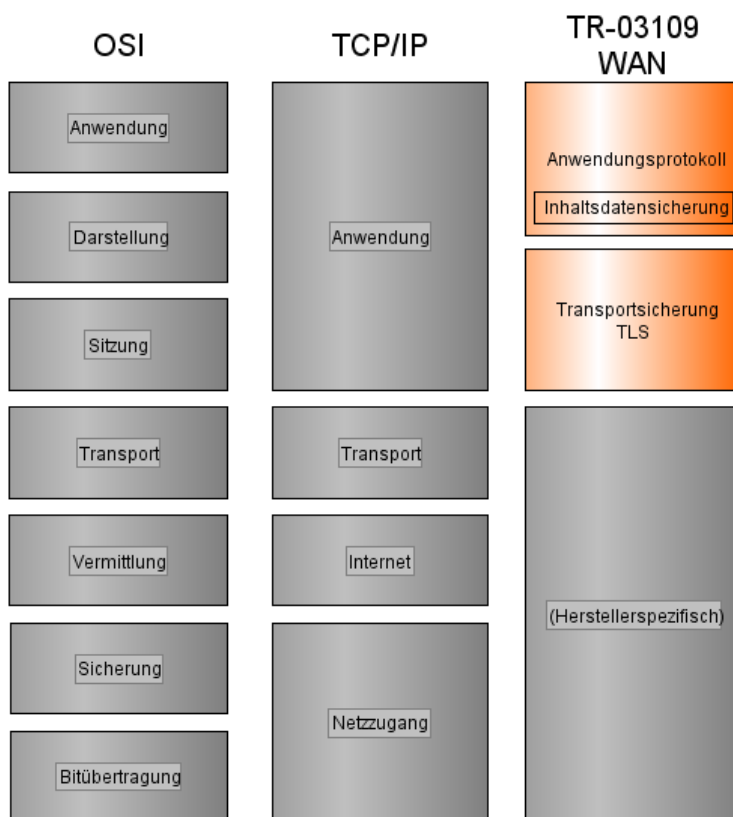 OSI
TCP/IP
TR-03109
WAN
Anwendung
Darstellung
Sitzung
Transport
Vermittlung
Sicherung
Bitübertragung
Anwendung
Transport
Internet
Netzzugang
Anwendungsprotokoll
Inhaltsdatensicherung
Transportsicherung
TLS
(Herstellerspezifisch)